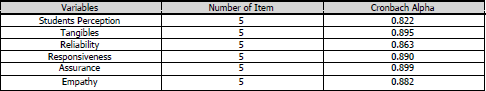 Variables Number of Item Cronbach Alpha
Students Perception 5 0.822
Tangibles 5 0.895
Reliability 5 0.863
Responsiveness 5 0.890
Assurance 5 0.899
Empathy 5 0.882